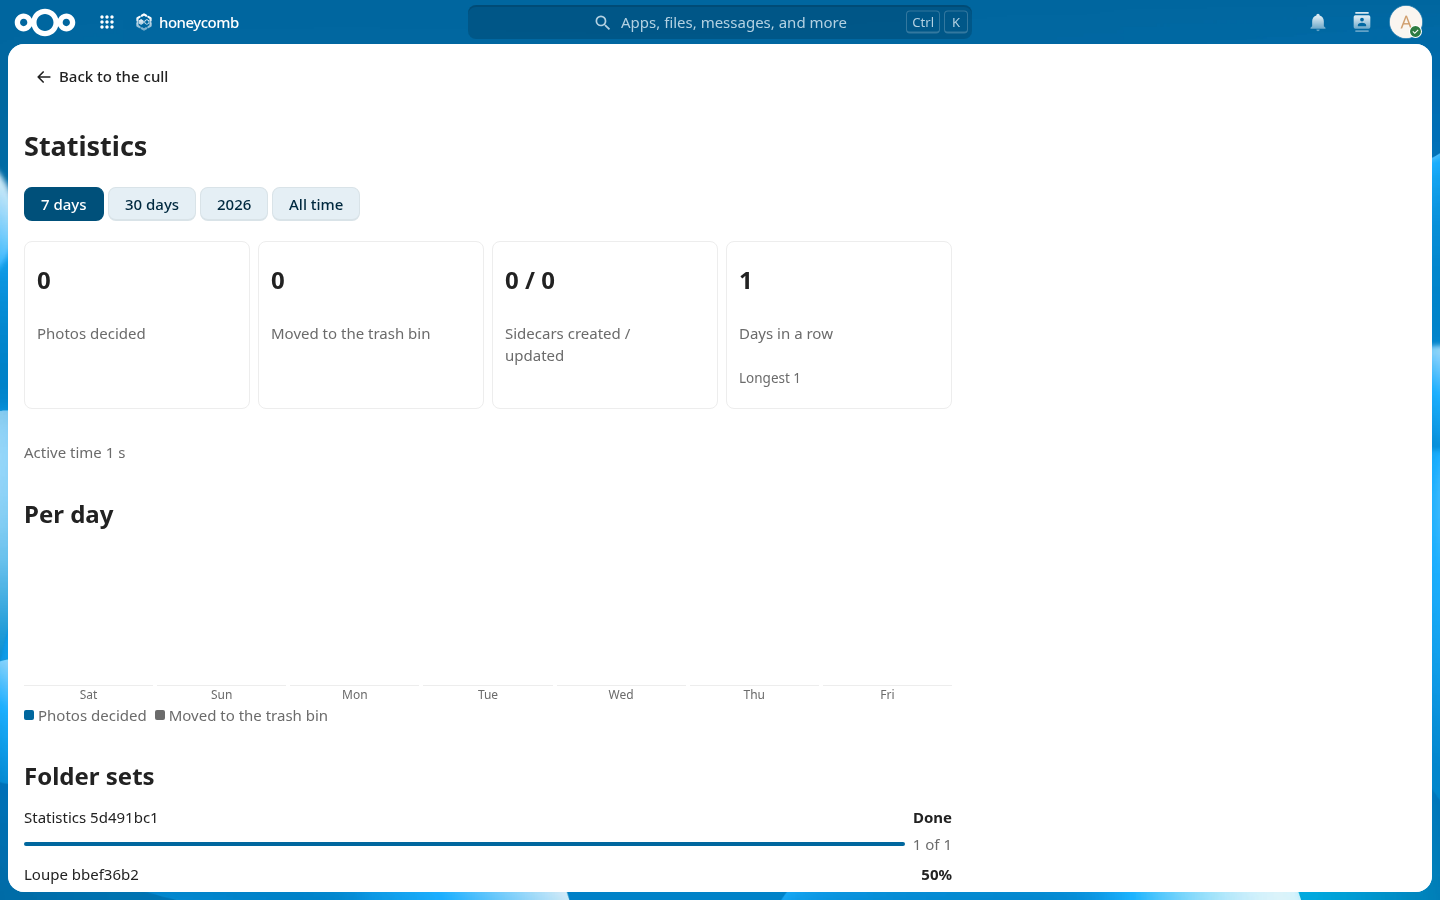 honeycomb
Apps, files, messages, and more
Ctrl
K
A
Back to the cull
Statistics
7 days
30 days
2026
All time
0
Photos decided
0
Moved to the trash bin
0 / 0
Sidecars created /
updated
1
Days in a row
Longest 1
Active time 1 s
Per day
Sat
Sun
Mon
Tue
Wed
Thu
Fri
Photos decided
Moved to the trash bin
Folder sets
Statistics 5d491bc1
Done
1 of 1
Loupe bbef36b2
50%